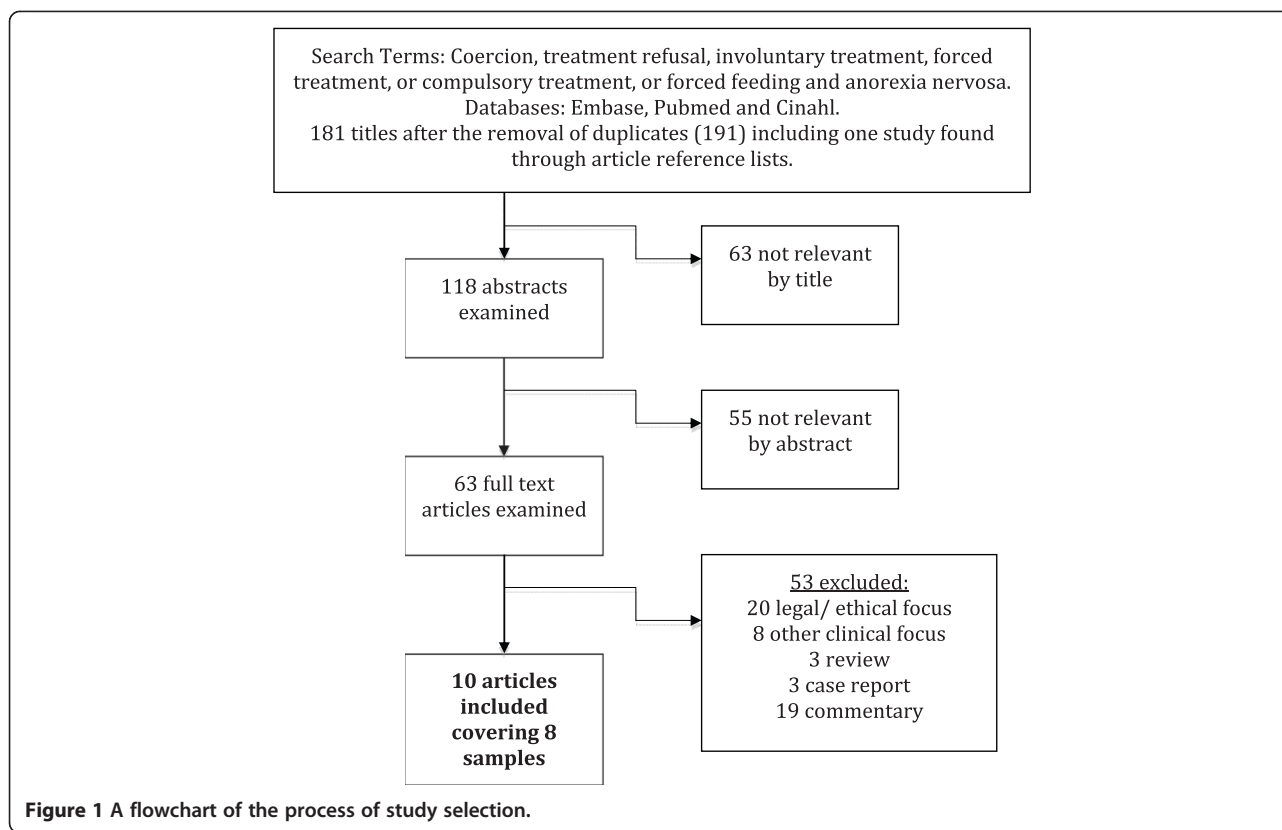 Search Terms: Coercion, treatment refusal, involuntary treatment, forced
treatment, or compulsory treatment, or forced feeding and anorexia nervosa.
Databases: Embase, Pubmed and Cinahl.
181 titles after the removal of duplicates (191) including one study found
through article reference lists.
63 not relevant
by title
118 abstracts
examined
55 not relevant
by abstract
63 full text
articles examined
53 excluded:
20 legal/ ethical focus
8 other clinical focus
3 review
3 case report
19 commentary
10 articles
included
covering 8
samples
Figure 1 A flowchart of the process of study selection.